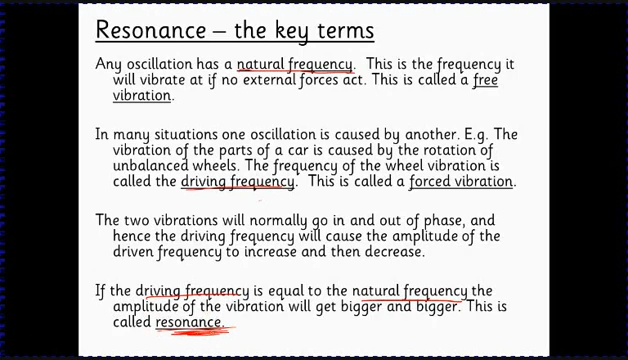 Resonance – the key terms
Any oscillation has a natural frequency. This is the frequency it
will vibrate at if no external forces act. This is called a free
vibration.
In many situations one oscillation is caused by another. E.g. The
vibration of the parts of a car is caused by the rotation of
unbalanced wheels. The frequency of the wheel vibration is
called the driving frequency. This is called a forced vibration.
The two vibrations will normally go in and out of phase, and
hence the driving frequency will cause the amplitude of the
driven frequency to increase and then decrease.
If the driving frequency is equal to the natural frequency the
amplitude of the vibration will get bigger and bigger. This is
called resonance.